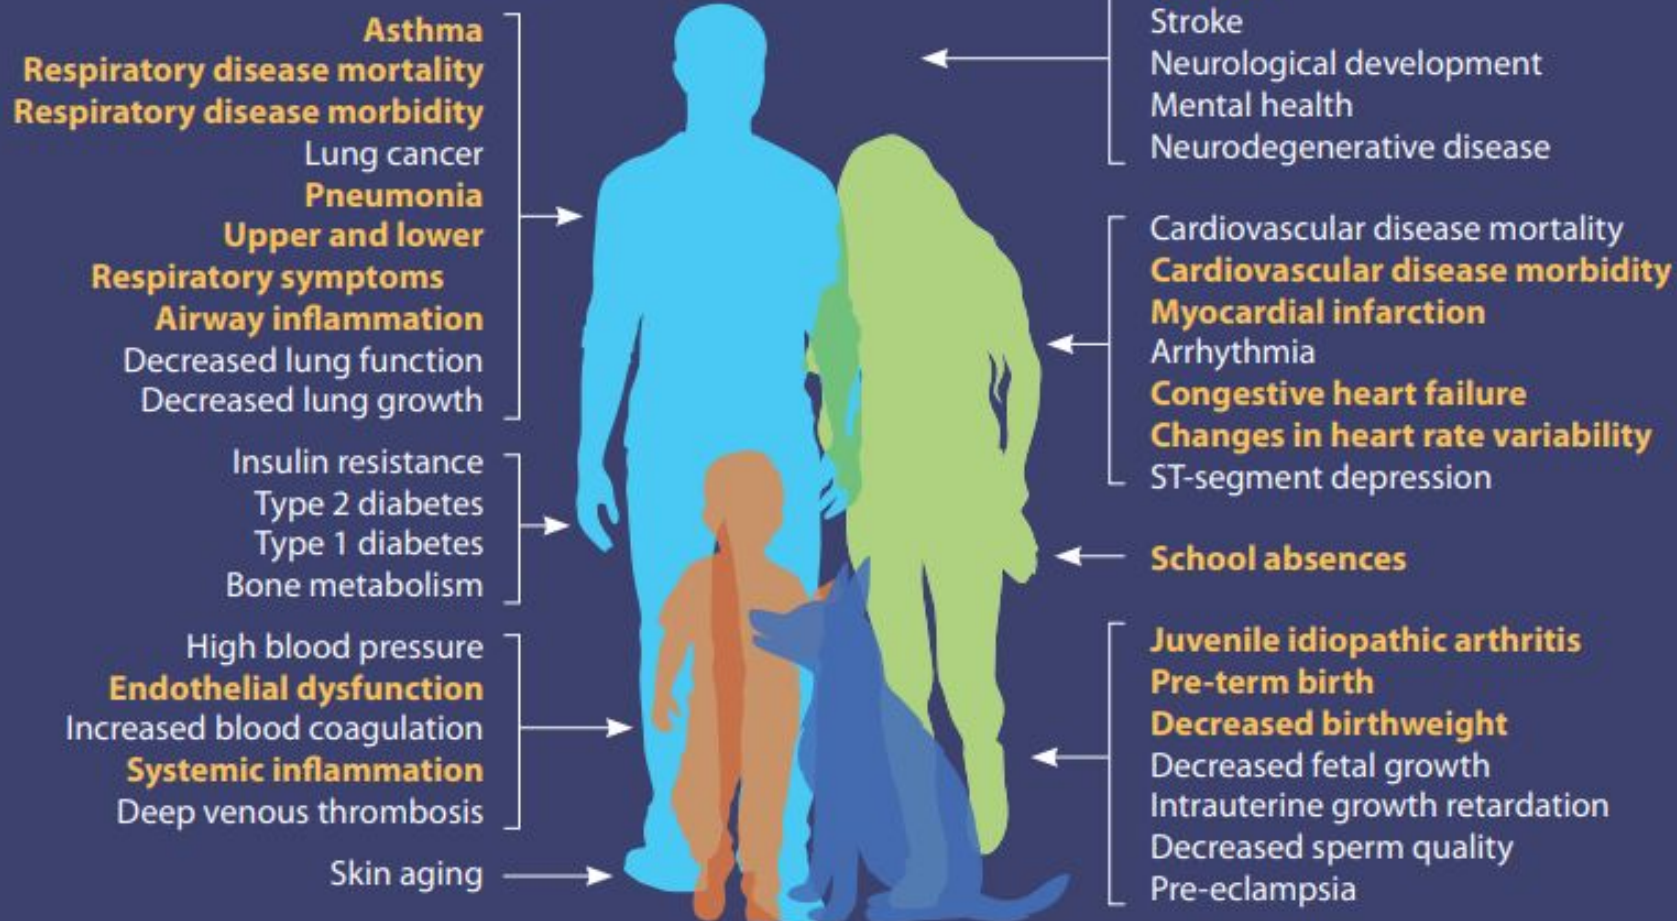 Asthma
Respiratory disease mortality
Respiratory disease morbidity
Lung cancer
Pneumonia
Upper and lower
Respiratory symptoms
Airway inflammation
Decreased lung function
Decreased lung growth
Insulin resistance
Type 2 diabetes
Type 1 diabetes
Bone metabolism
High blood pressure
Endothelial dysfunction
Increased blood coagulation
Systemic inflammation
Deep venous thrombosis
Skin aging
Stroke
Neurological development
Mental health
Neurodegenerative disease
Cardiovascular disease mortality
Cardiovascular disease morbidity
Myocardial infarction
Arrhythmia
Congestive heart failure
Changes in heart rate variability
ST-segment depression
School absences
Juvenile idiopathic arthritis
Pre-term birth
Decreased birthweight
Decreased fetal growth
Intrauterine growth retardation
Decreased sperm quality
Pre-eclampsia